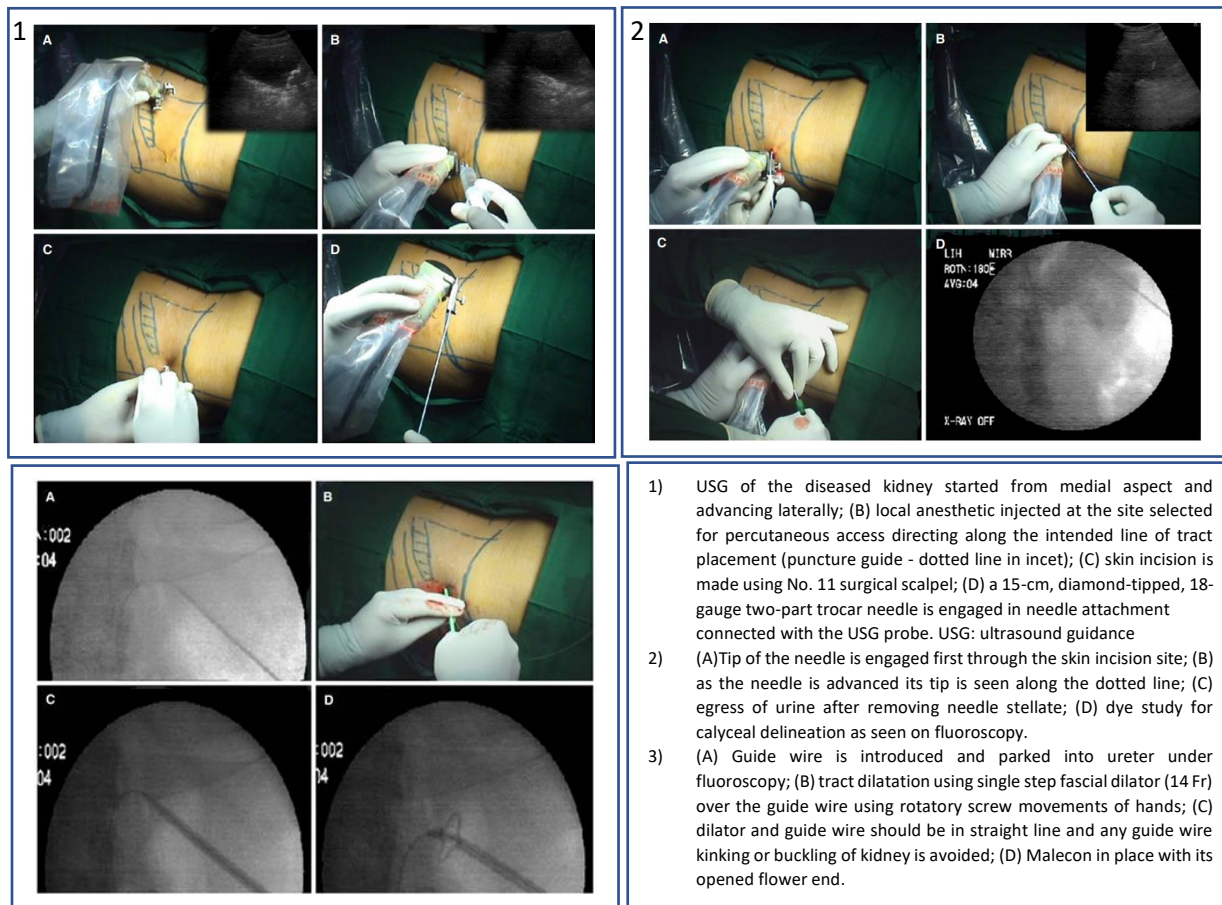 1
A
B
C
D
2
A
B
C
D
LIH NIRR
ROTN:180E
AVG:04
X-RAY OFF
A
:002
:04
B
C
:002
04
D
:002
04
1) USG of the diseased kidney started from medial aspect and
advancing laterally; (B) local anesthetic injected at the site selected
for percutaneous access directing along the intended line of tract
placement (puncture guide - dotted line in incet); (C) skin incision is
made using No. 11 surgical scalpel; (D) a 15-cm, diamond-tipped, 18-
gauge two-part trocar needle is engaged in needle attachment
connected with the USG probe. USG: ultrasound guidance
2) (A)Tip of the needle is engaged first through the skin incision site; (B)
as the needle is advanced its tip is seen along the dotted line; (C)
egress of urine after removing needle stellate; (D) dye study for
calyceal delineation as seen on fluoroscopy.
3) (A) Guide wire is introduced and parked into ureter under
fluoroscopy; (B) tract dilatation using single step fascial dilator (14 Fr)
over the guide wire using rotatory screw movements of hands; (C)
dilator and guide wire should be in straight line and any guide wire
kinking or buckling of kidney is avoided; (D) Malecon in place with its
opened flower end.